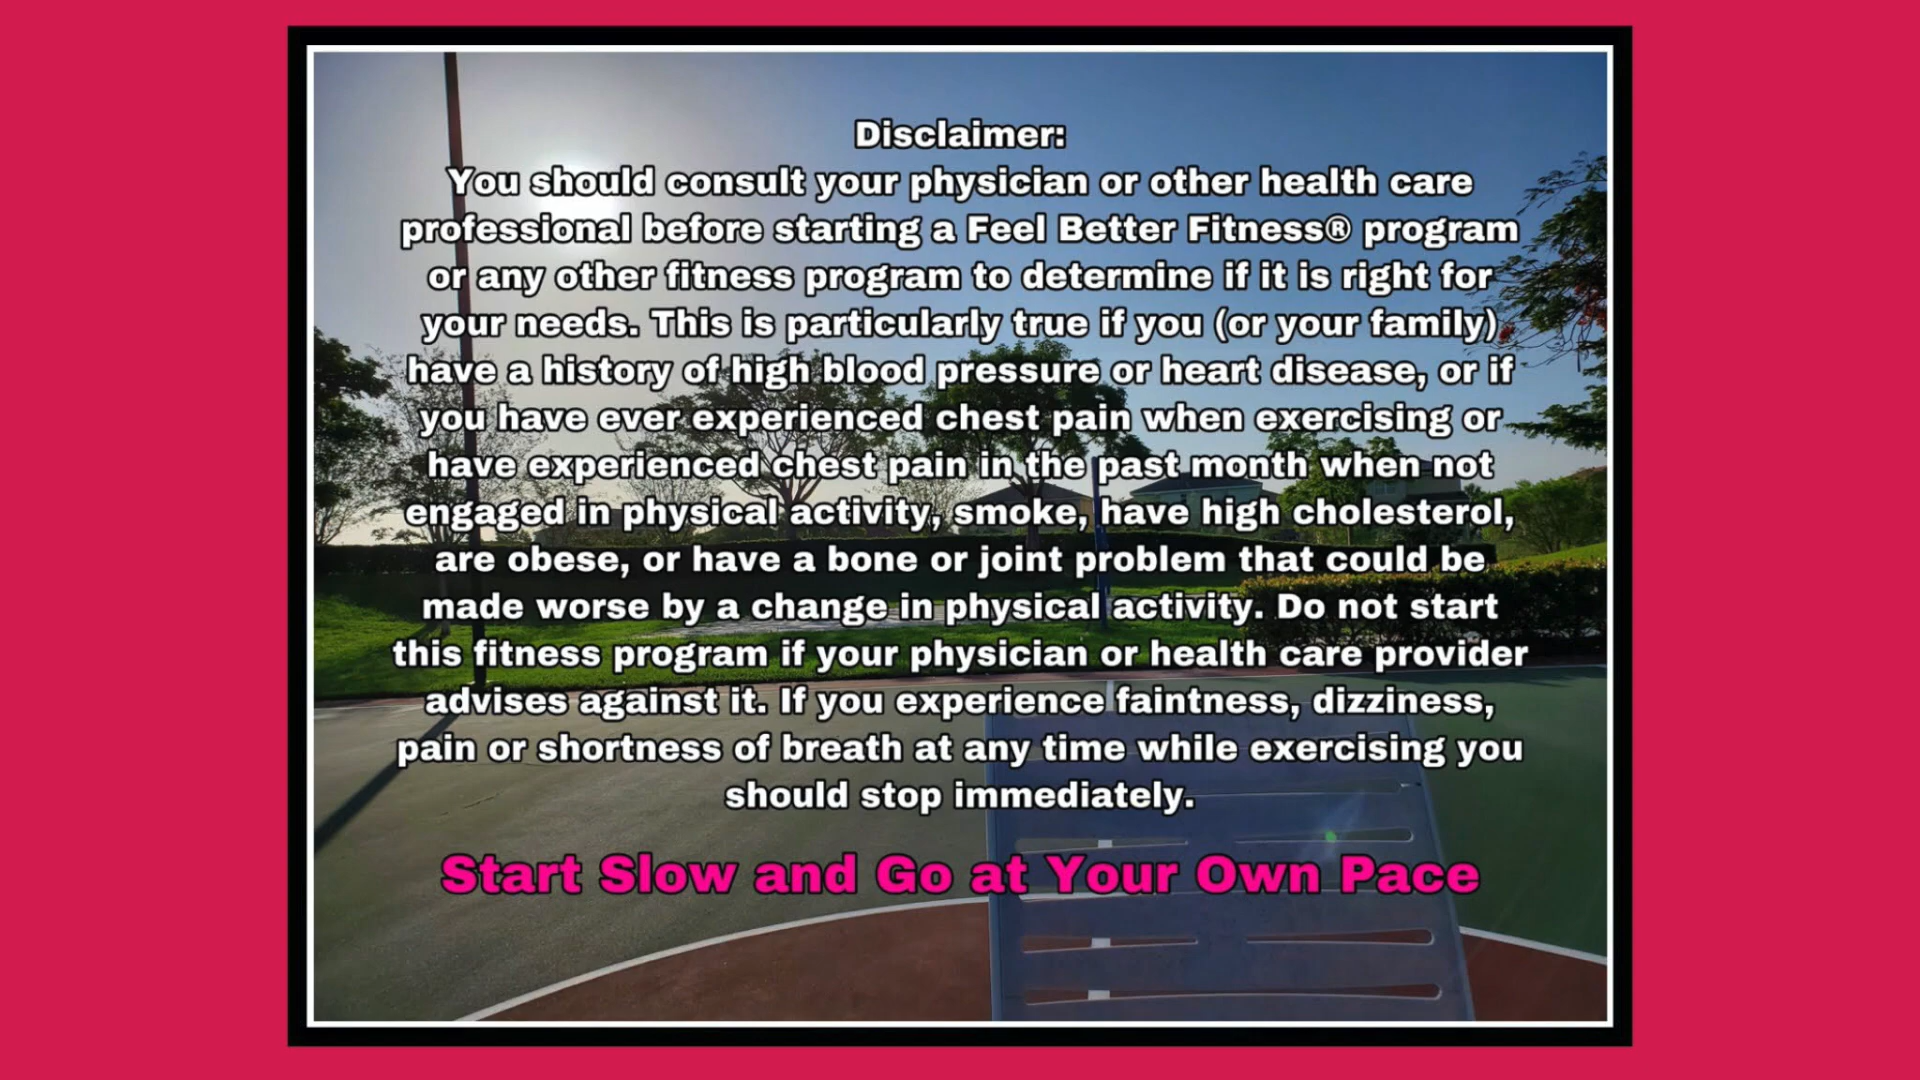 Disclaimer:
You should consult your physician or other health care
professional before starting a Feel Better Fitness® program
or any other fitness program to determine if it is right for
your needs. This is particularly true if you (or your family)
have a history of high blood pressure or heart disease, or if
you have ever experienced chest pain when exercising or
have experienced chest pain in the past month when not
engaged in physical activity, smoke, have high cholesterol,
are obese, or have a bone or joint problem that could be
made worse by a change in physical activity. Do not start
this fitness program if your physician or health care provider
advises against it. If you experience faintness, dizziness,
pain or shortness of breath at any time while exercising you
should stop immediately.
Start Slow and Go at Your Own Pace